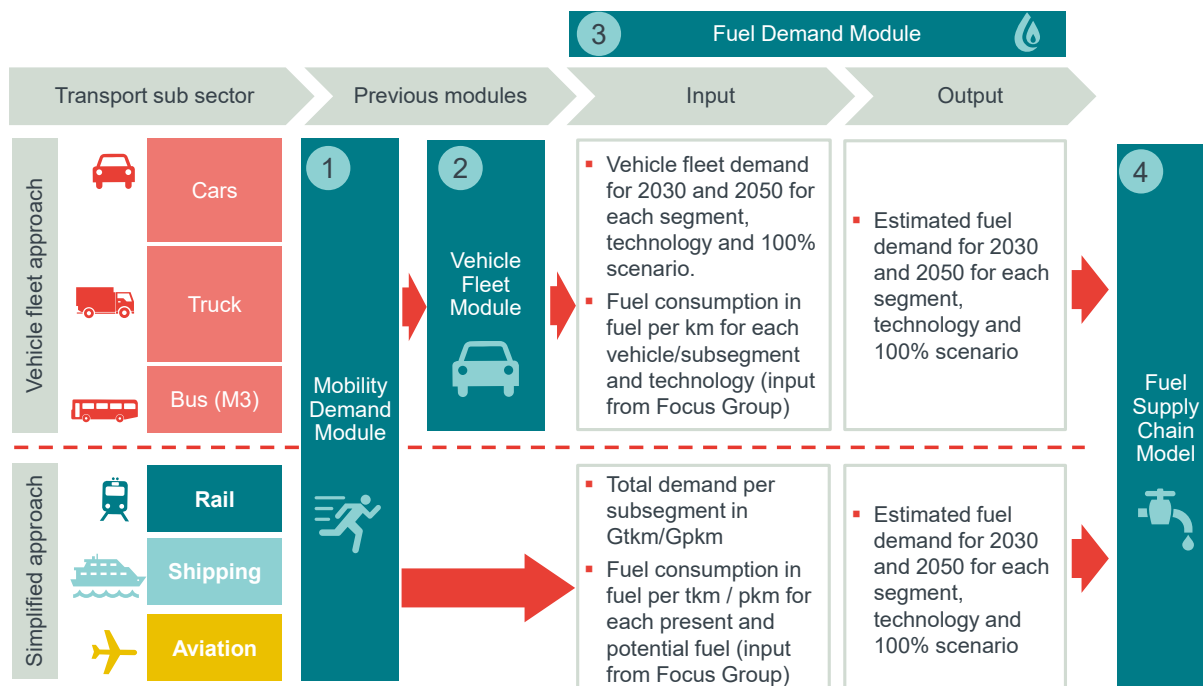 3
Fuel Demand Module
Transport sub sector
Previous modules
Input
Output
Vehicle fleet approach
Cars
Truck
Bus (M3)
1
Mobility
Demand
Module
2
Vehicle
Fleet
Module
▪ Vehicle fleet demand
for 2030 and 2050 for
each segment,
technology and 100%
scenario.
▪ Fuel consumption in
fuel per km for each
vehicle/subsegment
and technology (input
from Focus Group)
▪ Estimated fuel
demand for 2030
and 2050 for each
segment,
technology and
100% scenario
4
Fuel
Supply
Chain
Model
Simplified approach
Rail
Shipping
Aviation
▪ Total demand per
subsegment in
Gtkm/Gpkm
▪ Fuel consumption in
fuel per tkm / pkm for
each present and
potential fuel (input
from Focus Group)
▪ Estimated fuel
demand for 2030
and 2050 for each
segment,
technology and
100% scenario